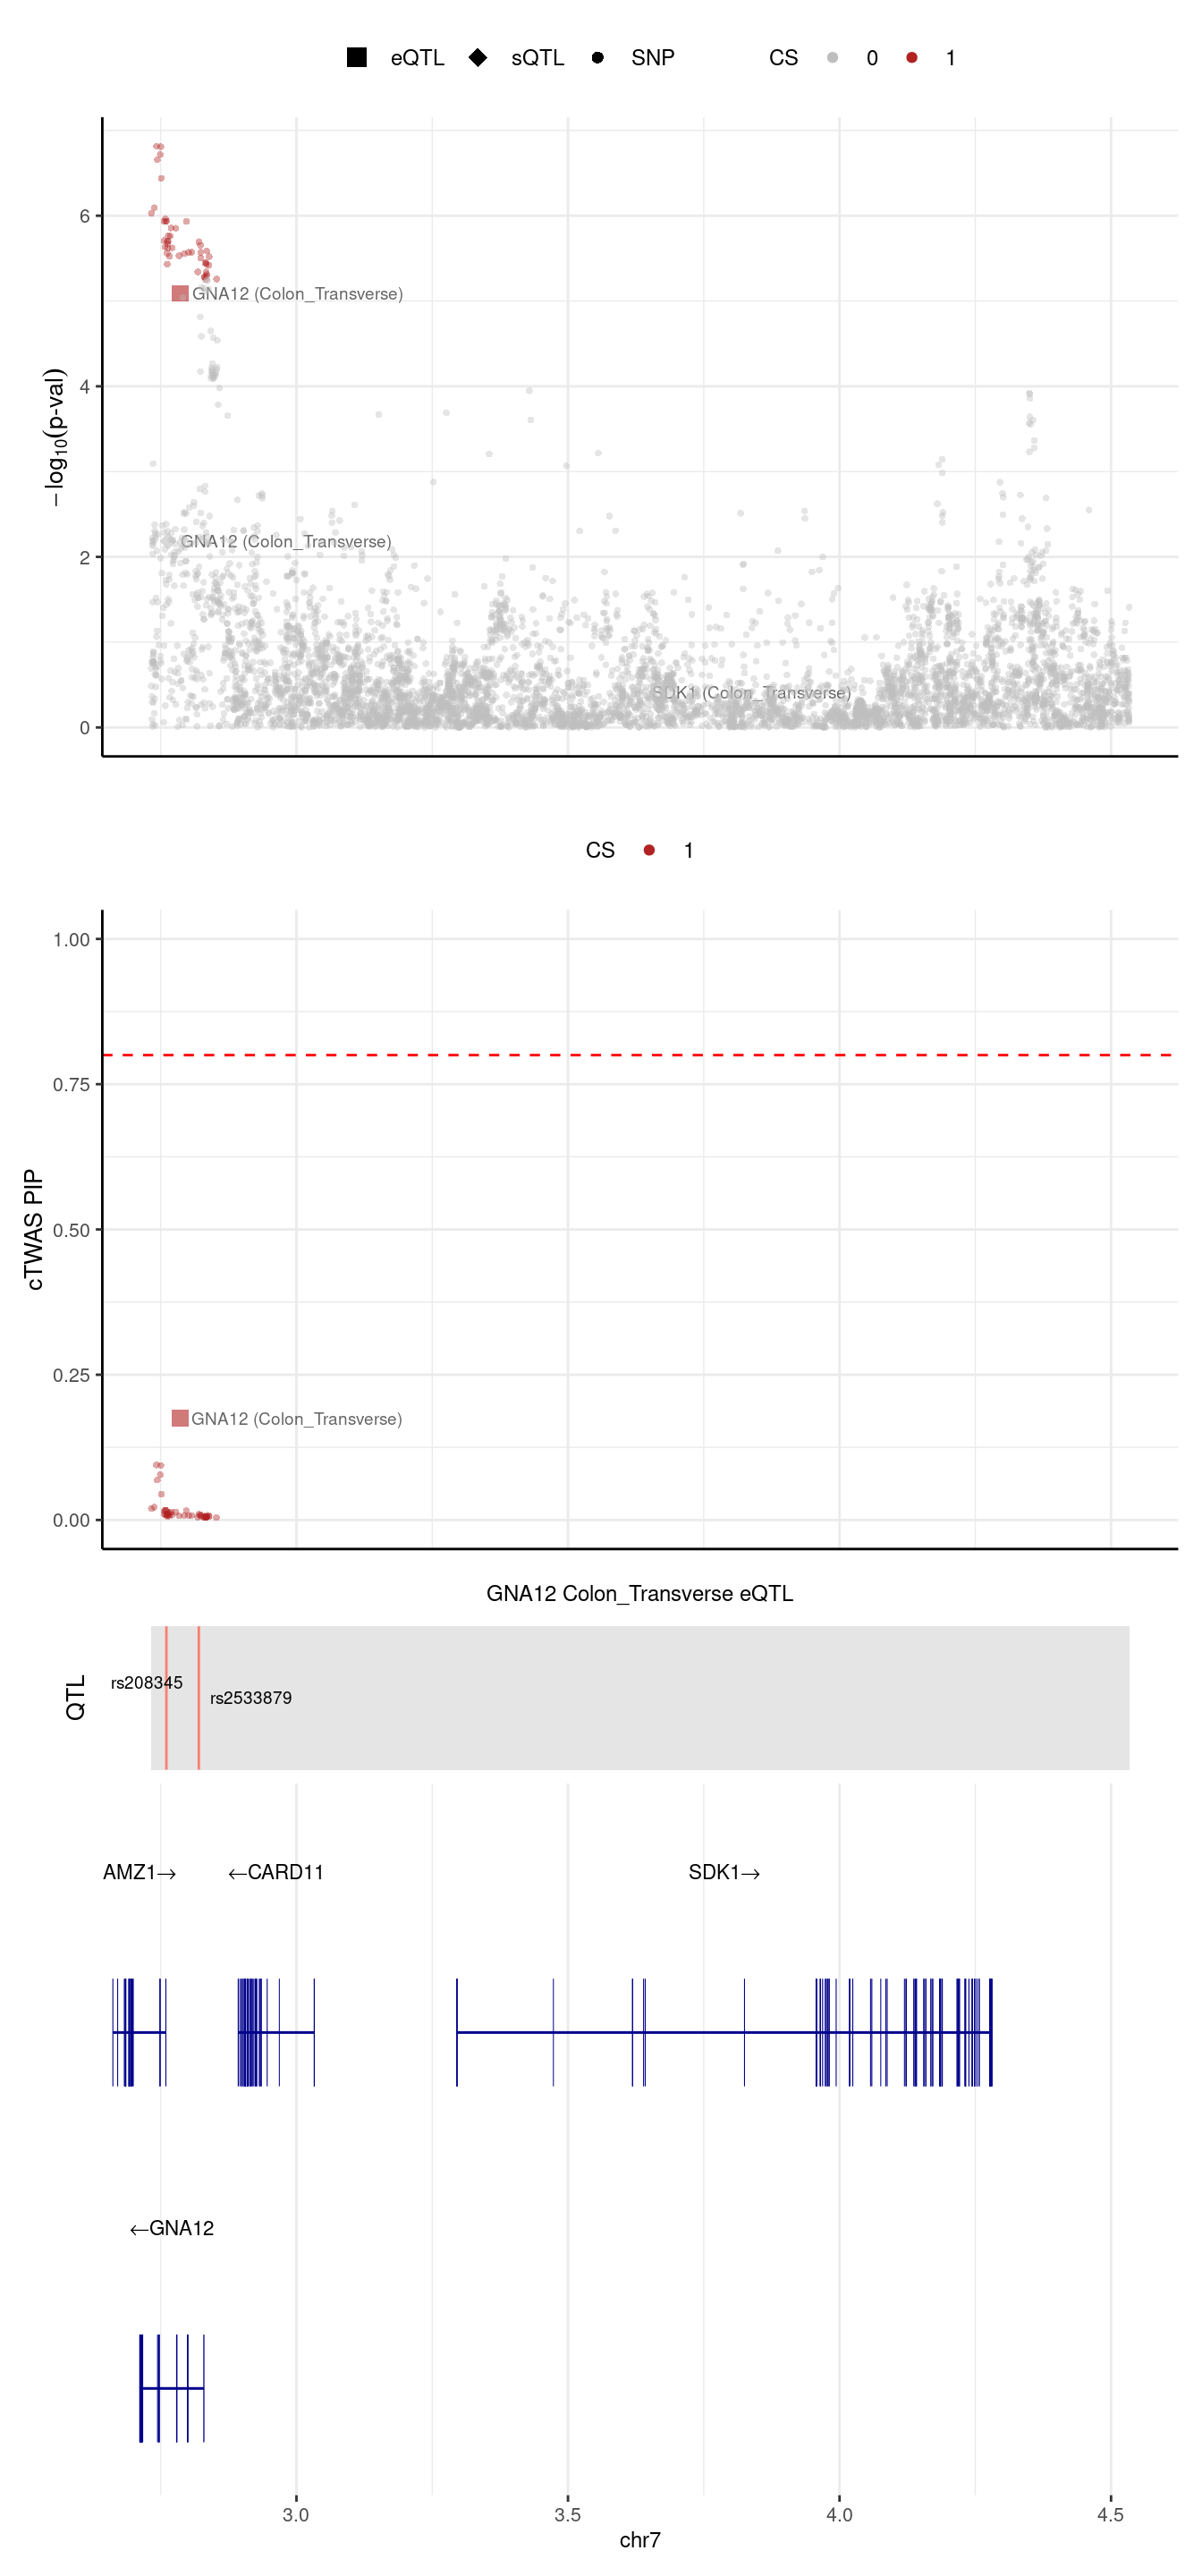 eQTL sQTL SNP CS 0 1
−log10(p-val)
6
4
2
0
GNA12 (Colon_Transverse)
GNA12 (Colon_Transverse)
SDK1 (Colon_Transverse)
CS 1
cTWAS PIP
1.00
0.75
0.50
0.25
0.00
GNA12 (Colon_Transverse)
GNA12 Colon_Transverse eQTL
QTL
rs208345
rs2533879
AMZ1→ ←CARD11 SDK1→
←GNA12
3.0 3.5 4.0 4.5
chr7